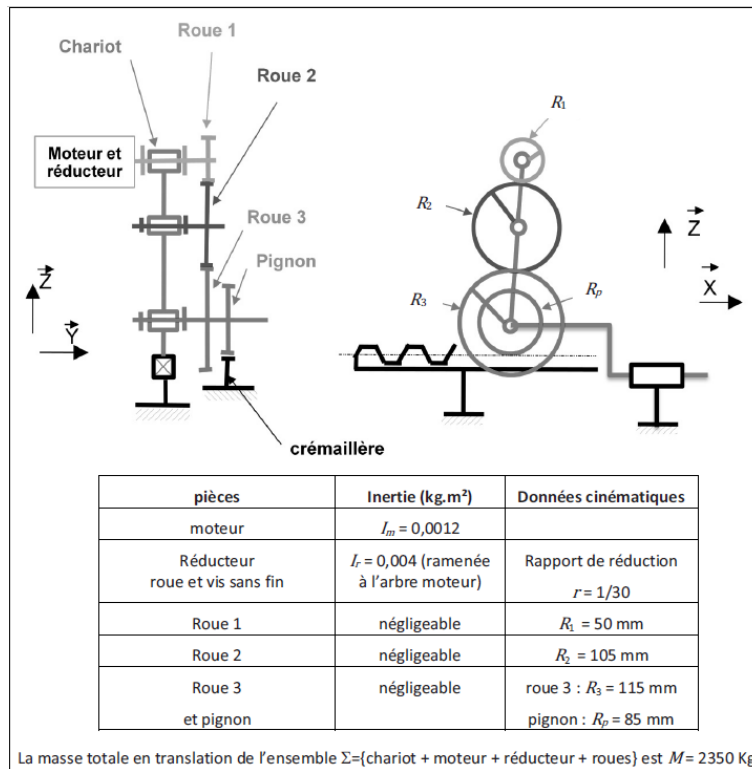 Chariot
Roue 1
Roue 2
Moteur et
réducteur
Roue 3
Pignon
Z
Y
crémaillère
R1
R2
R3
Rp
Z
X
pièces Inertie (kg.m²) Données cinématiques
moteur Im = 0,0012
Réducteur
roue et vis sans fin
Ir = 0,004 (ramenée
à l'arbre moteur)
Rapport de réduction
r = 1/30
Roue 1 négligeable R1 = 50 mm
Roue 2 négligeable R2 = 105 mm
Roue 3 négligeable roue 3 : R3 = 115 mm
et pignon pignon : Rp = 85 mm
La masse totale en translation de l'ensemble Σ={chariot + moteur + réducteur + roues} est M = 2350 Kg